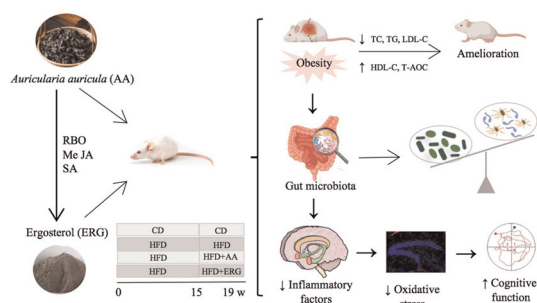 Auricularia auricula (AA)
RBO
Me JA
SA
Ergosterol (ERG)
CD CD
HFD HFD
HFD HFD+AA
HFD HFD+ERG
0 15 19 w
Obesity
↓ TC, TG, LDL-C
↑ HDL-C, T-AOC
Amelioration
Gut microbiota
↓ Inflammatory
factors
↓ Oxidative
stress
↑ Cognitive
function